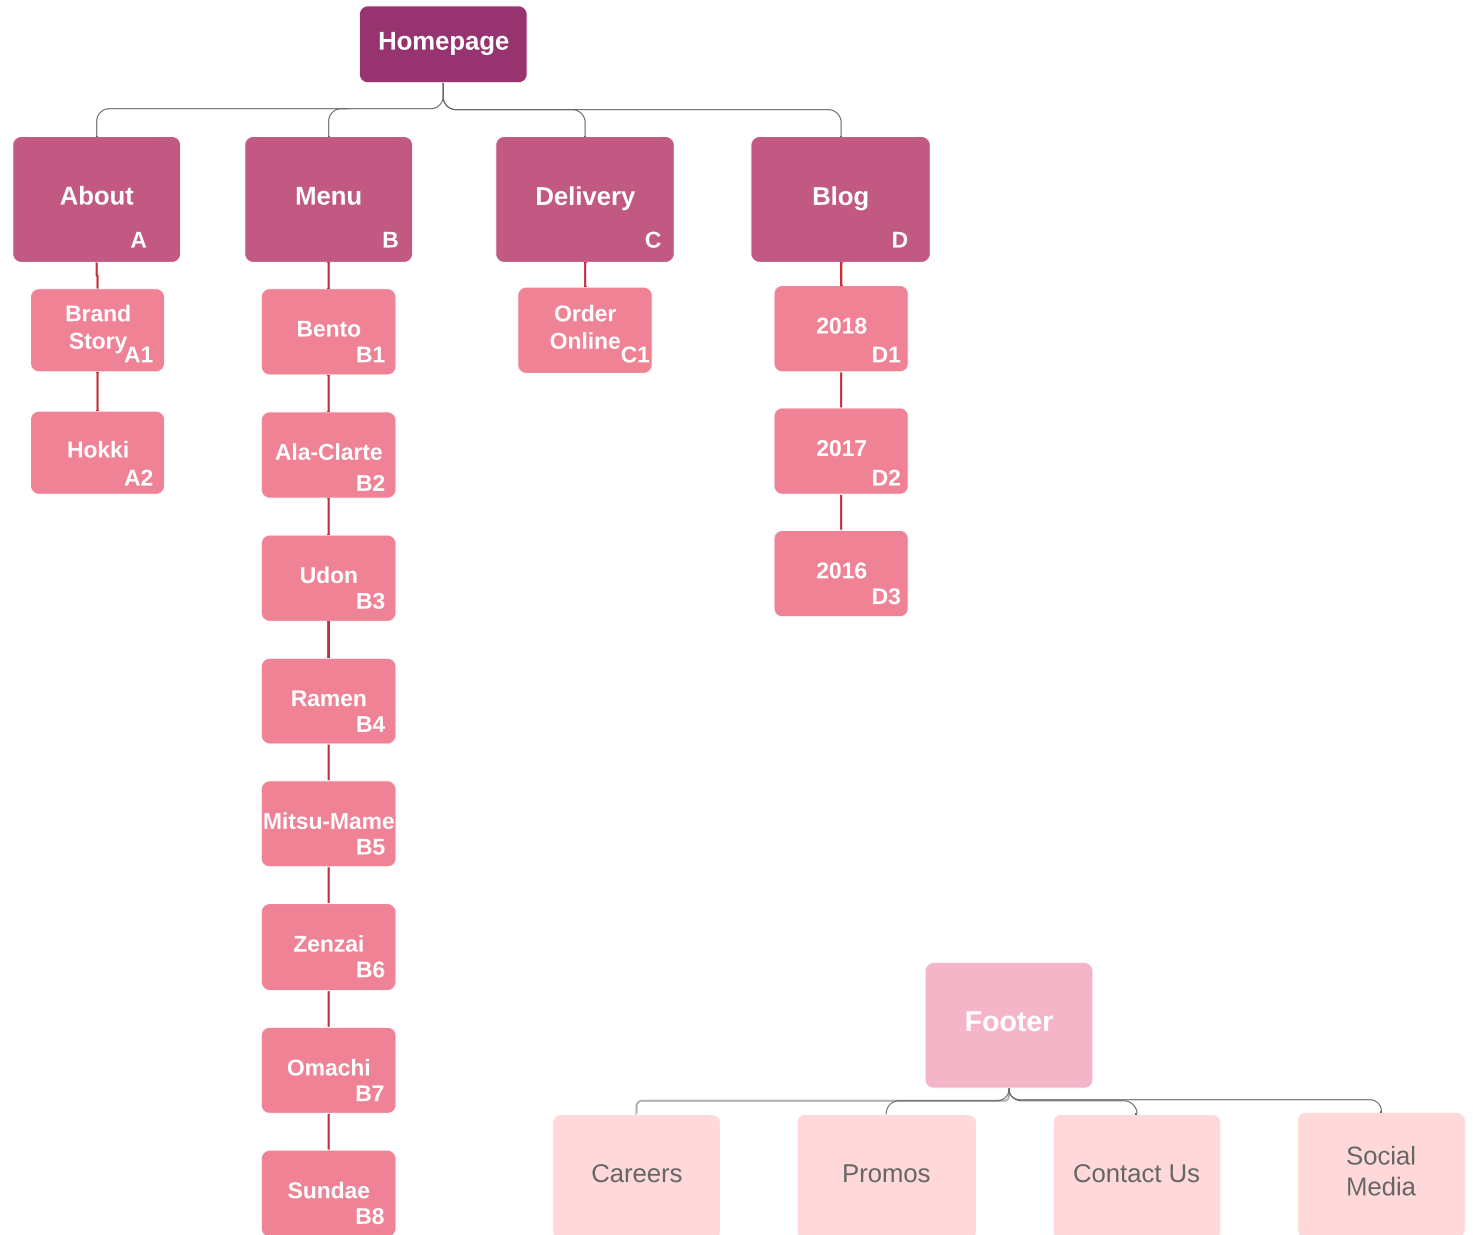 Homepage
About
A
Menu
B
Delivery
C
Blog
D
Brand
Story
A1
Hokki
A2
Bento
B1
Ala-Clarte
B2
Udon
B3
Ramen
B4
Mitsu-Mame
B5
Zenzai
B6
Omachi
B7
Sundae
B8
Order
Online
C1
2018
D1
2017
D2
2016
D3
Footer
Careers
Promos
Contact Us
Social
Media